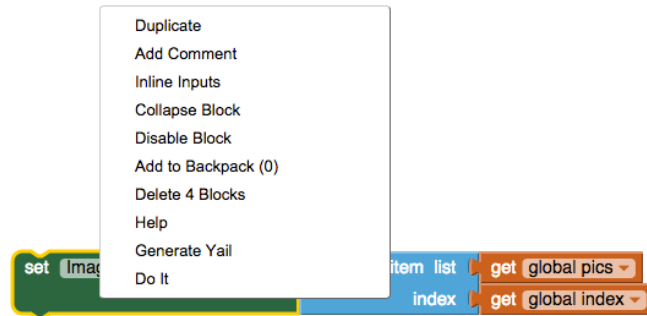 Duplicate
Add Comment
Inline Inputs
Collapse Block
Disable Block
Add to Backpack (0)
Delete 4 Blocks
Help
Generate Yail
Do It
set item list get global pics
index get global index